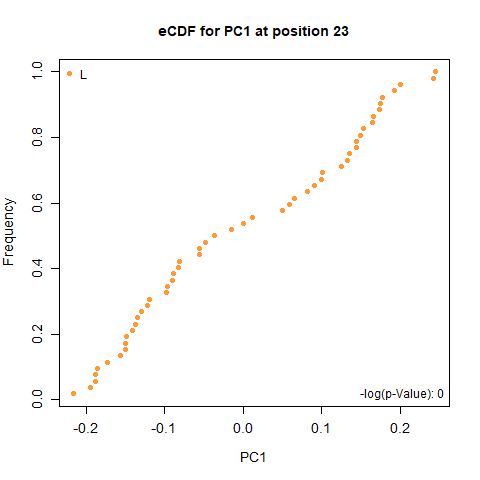 eCDF for PC1 at position 23
L
Frequency
1.0
0.8
0.6
0.4
0.2
0.0
-log(p-Value): 0
-0.2 -0.1 0.0 0.1 0.2
PC1